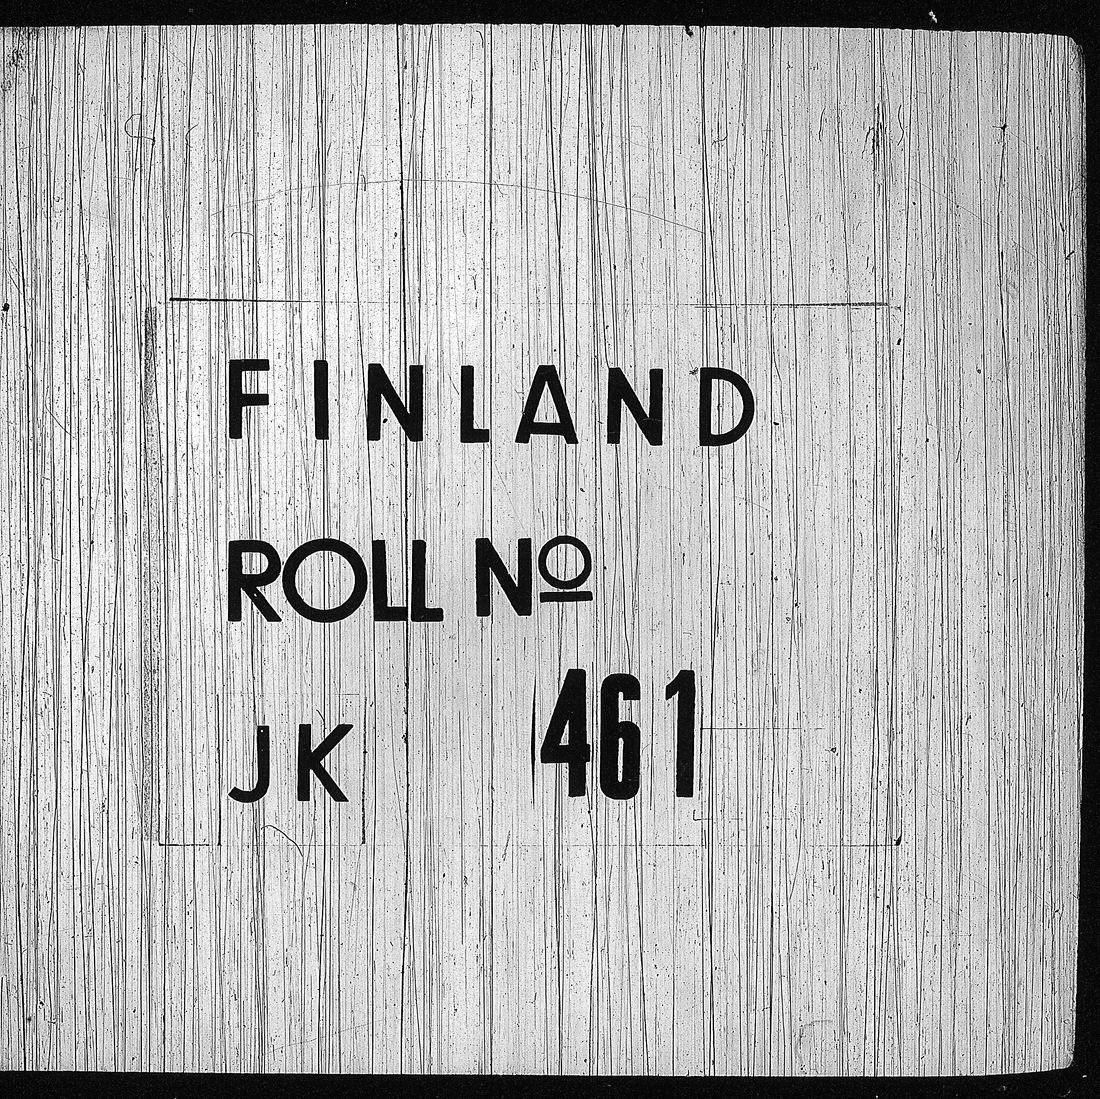 FINLAND
ROLL Nº
JK 461